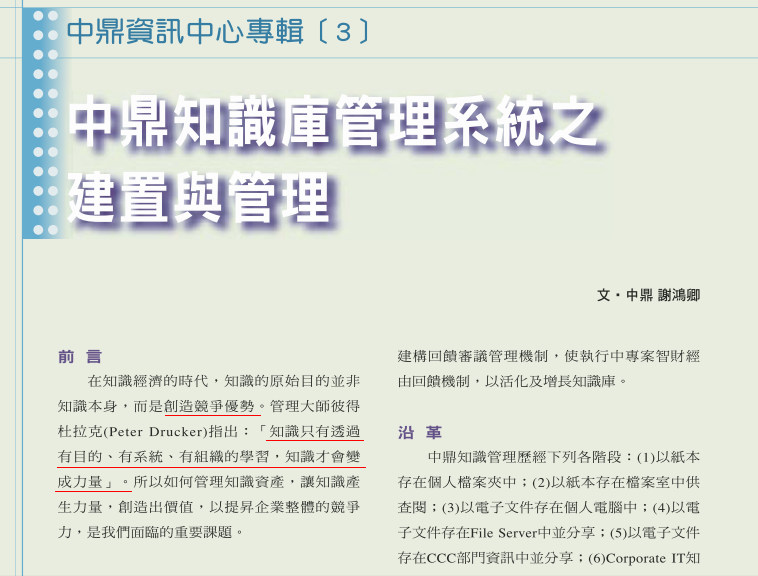 中鼎資訊中心專輯〔3〕
中鼎知識庫管理系統之
建置與管理
文・中鼎 謝鴻卿
前言
在知識經濟的時代，知識的原始目的並非
知識本身，而是創造競爭優勢。管理大師彼得
杜拉克(Peter Drucker)指出：「知識只有透過
有目的、有系統、有組織的學習，知識才會變
成力量」。所以如何管理知識資產，讓知識產
生力量，創造出價值，以提昇企業整體的競爭
力，是我們面臨的重要課題。
建構回饋審議管理機制，使執行中專案智財經
由回饋機制，以活化及增長知識庫。
沿革
中鼎知識管理歷經下列各階段：(1)以紙本
存在個人檔案夾中；(2)以紙本存在檔案室中供
查閱；(3)以電子文件存在個人電腦中；(4)以電
子文件存在File Server中並分享；(5)以電子文件
存在CCC部門資訊中並分享；(6)Corporate IT知